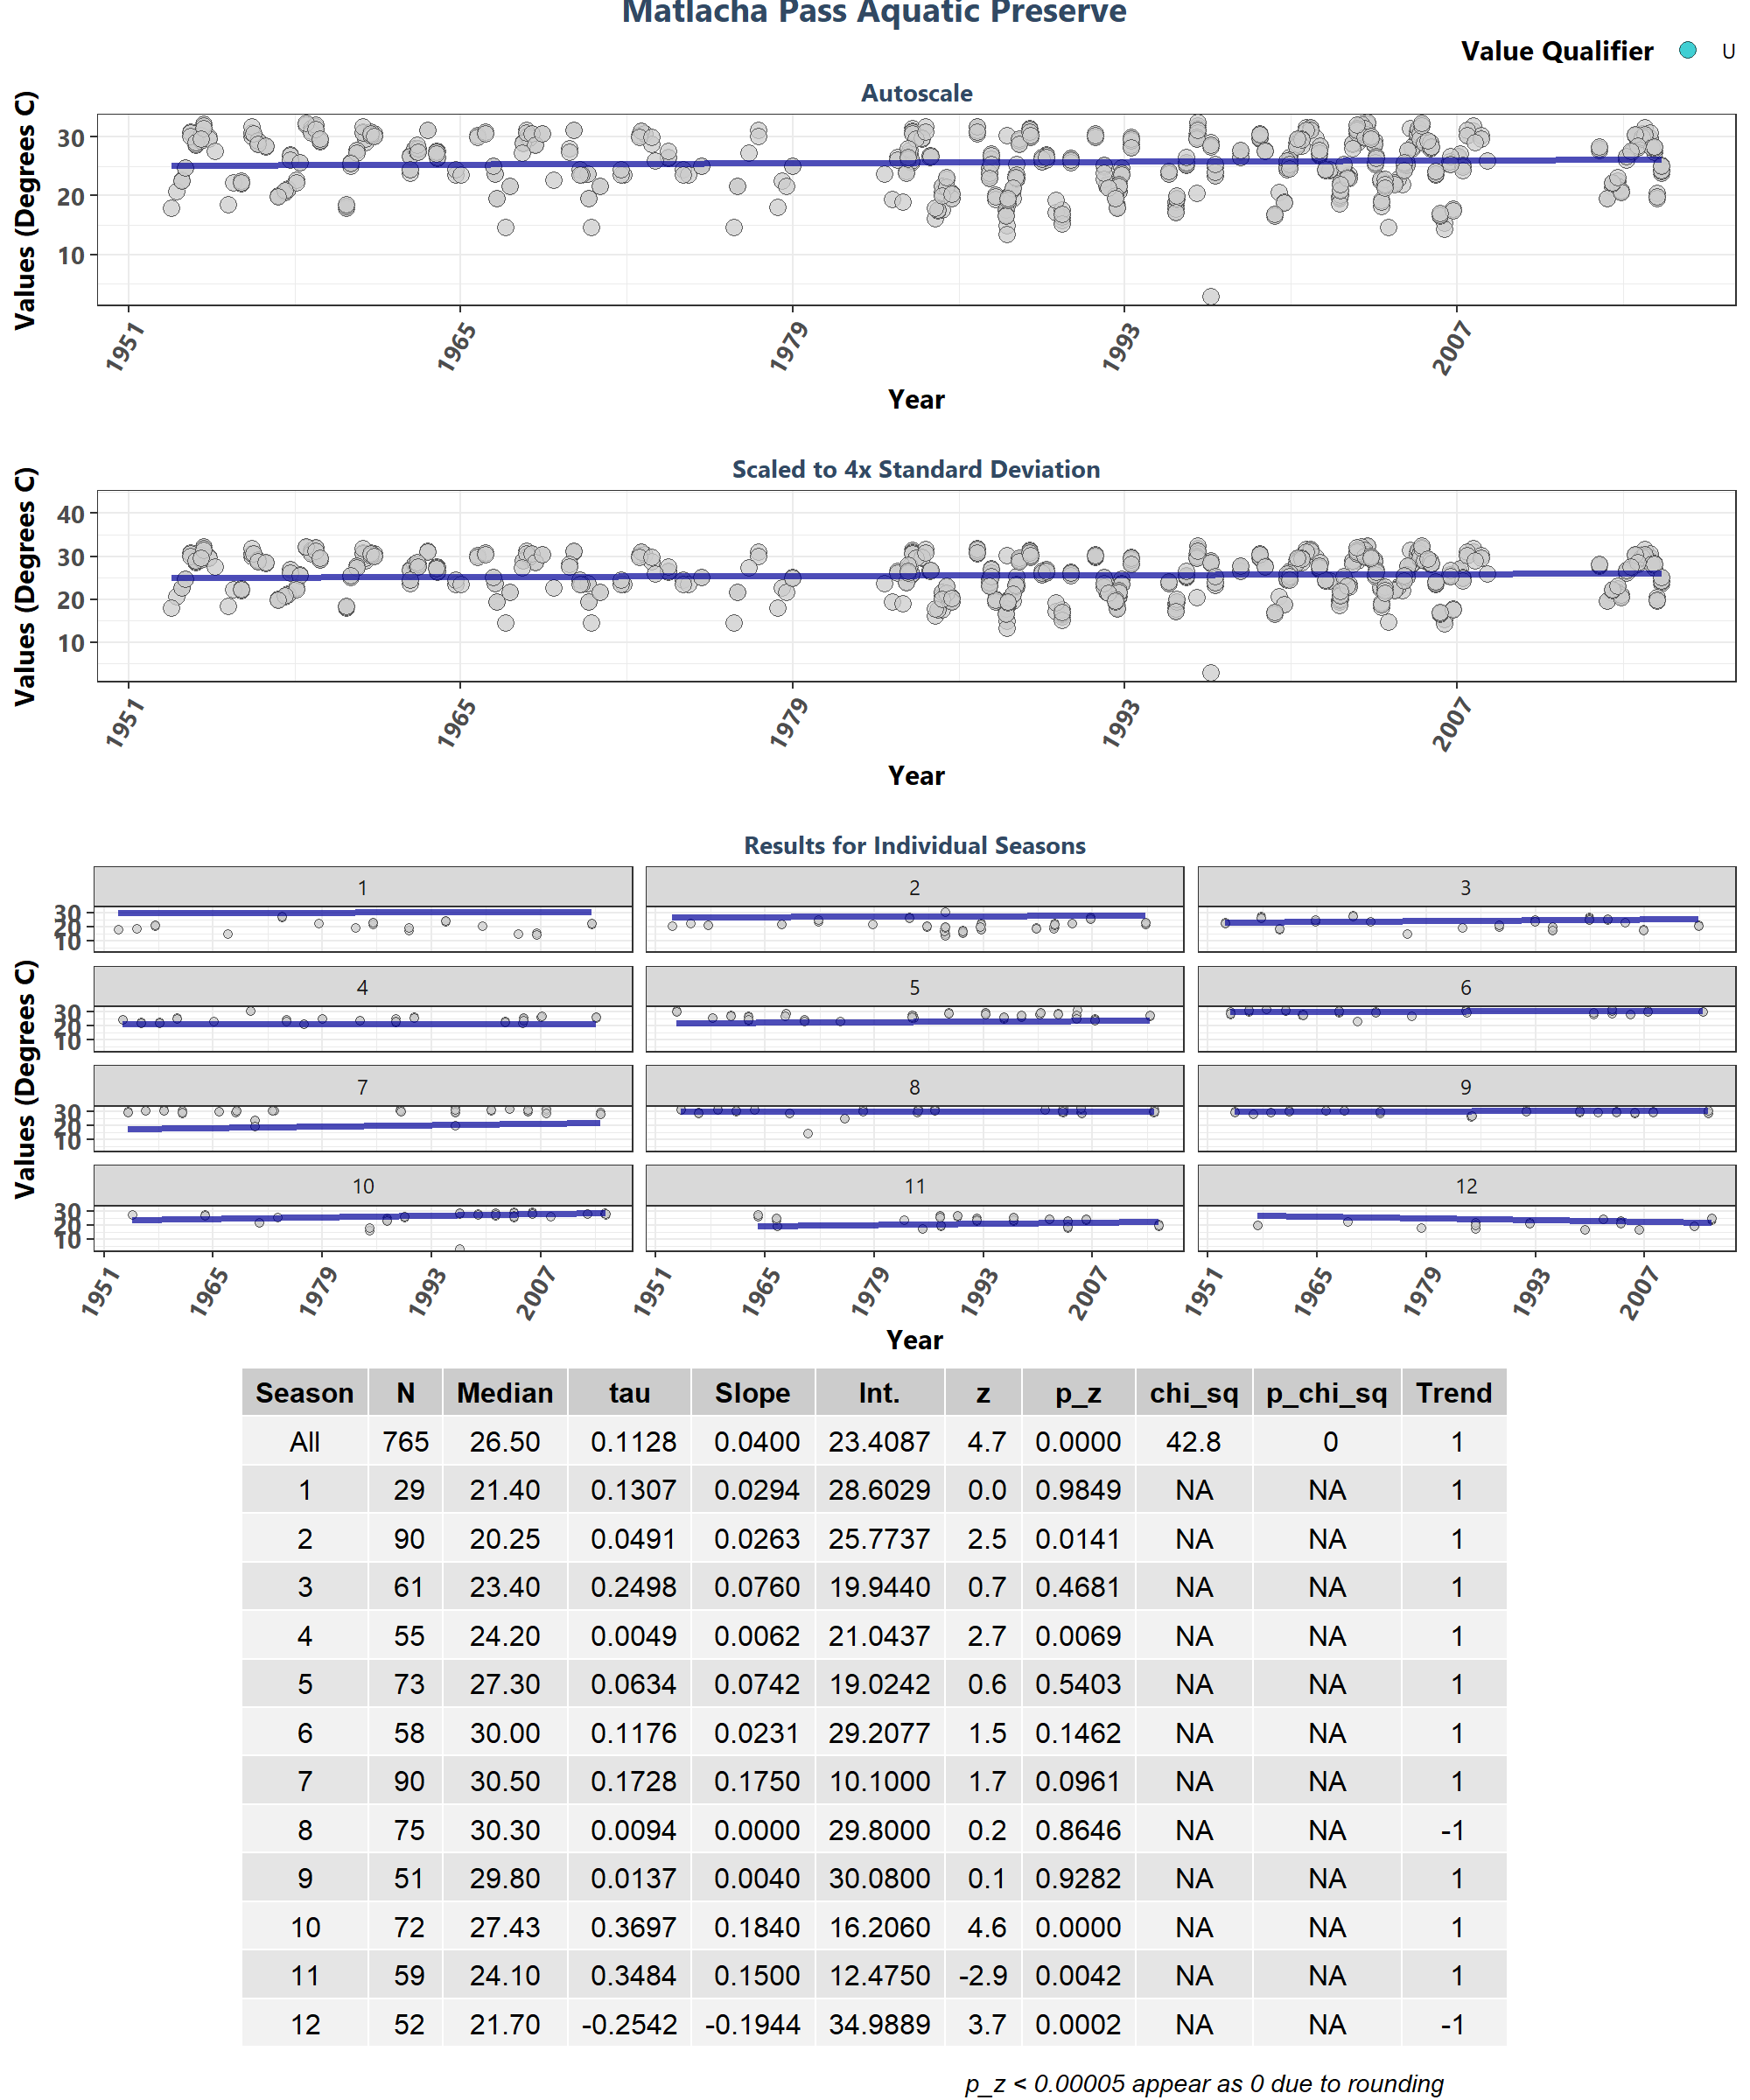 Matlacha Pass Aquatic Preserve
Value Qualifier U
Autoscale
Values (Degrees C)
30
20
10
1951 1965 1979 1993 2007
Year
Scaled to 4x Standard Deviation
Values (Degrees C)
40
30
20
10
1951 1965 1979 1993 2007
Year
Results for Individual Seasons
Values (Degrees C)
1 2 3
30
20
10
4 5 6
30
20
10
7 8 9
30
20
10
10 11 12
30
20
10
1951 1965 1979 1993 2007 1951 1965 1979 1993 2007 1951 1965 1979 1993 2007
Year
Season N Median tau Slope Int. z p_z chi_sq p_chi_sq Trend
All 765 26.50 0.1128 0.0400 23.4087 4.7 0.0000 42.8 0 1
1 29 21.40 0.1307 0.0294 28.6029 0.0 0.9849 NA NA 1
2 90 20.25 0.0491 0.0263 25.7737 2.5 0.0141 NA NA 1
3 61 23.40 0.2498 0.0760 19.9440 0.7 0.4681 NA NA 1
4 55 24.20 0.0049 0.0062 21.0437 2.7 0.0069 NA NA 1
5 73 27.30 0.0634 0.0742 19.0242 0.6 0.5403 NA NA 1
6 58 30.00 0.1176 0.0231 29.2077 1.5 0.1462 NA NA 1
7 90 30.50 0.1728 0.1750 10.1000 1.7 0.0961 NA NA 1
8 75 30.30 0.0094 0.0000 29.8000 0.2 0.8646 NA NA -1
9 51 29.80 0.0137 0.0040 30.0800 0.1 0.9282 NA NA 1
10 72 27.43 0.3697 0.1840 16.2060 4.6 0.0000 NA NA 1
11 59 24.10 0.3484 0.1500 12.4750 -2.9 0.0042 NA NA 1
12 52 21.70 -0.2542 -0.1944 34.9889 3.7 0.0002 NA NA -1
p_z < 0.00005 appear as 0 due to rounding